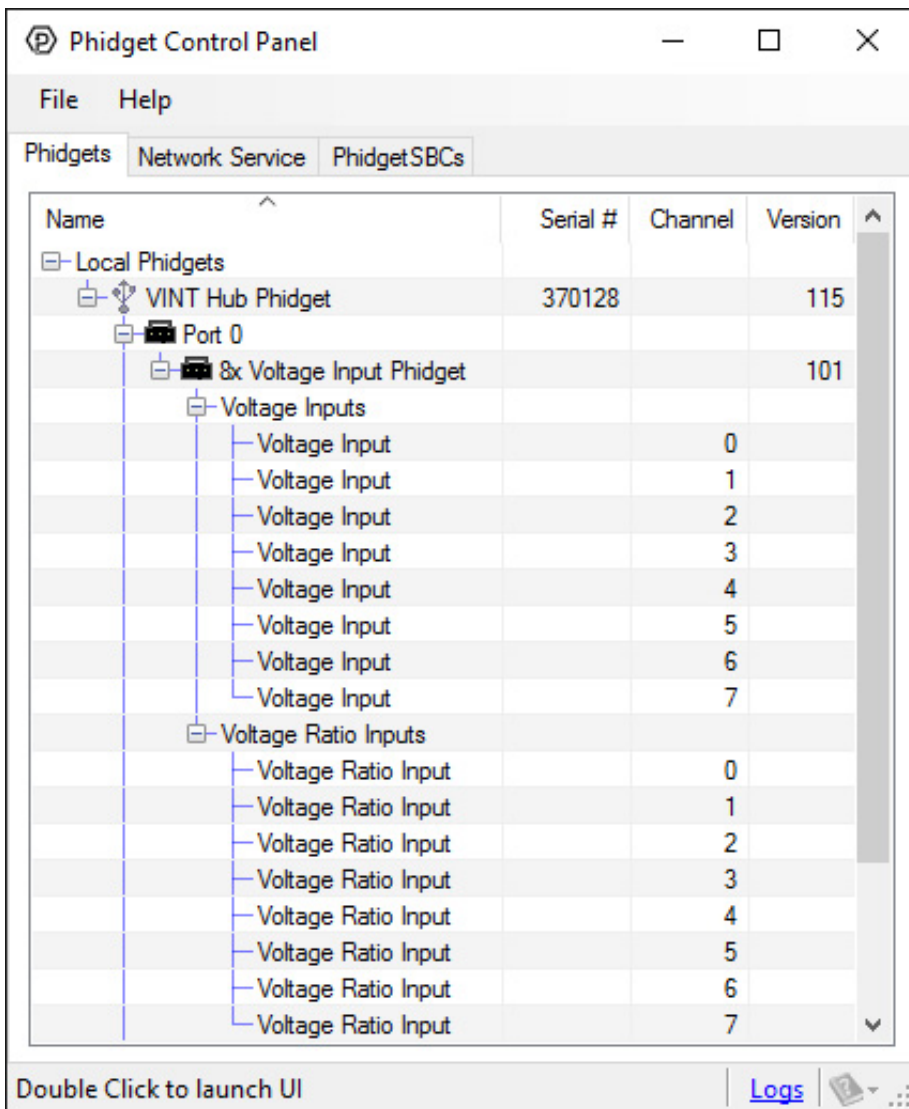 Phidget Control Panel
File Help
Phidgets Network Service PhidgetSBCs
Name Serial # Channel Version
Local Phidgets
VINT Hub Phidget 370128 115
Port 0
8x Voltage Input Phidget 101
Voltage Inputs
Voltage Input 0
Voltage Input 1
Voltage Input 2
Voltage Input 3
Voltage Input 4
Voltage Input 5
Voltage Input 6
Voltage Input 7
Voltage Ratio Inputs
Voltage Ratio Input 0
Voltage Ratio Input 1
Voltage Ratio Input 2
Voltage Ratio Input 3
Voltage Ratio Input 4
Voltage Ratio Input 5
Voltage Ratio Input 6
Voltage Ratio Input 7
Double Click to launch UI Logs